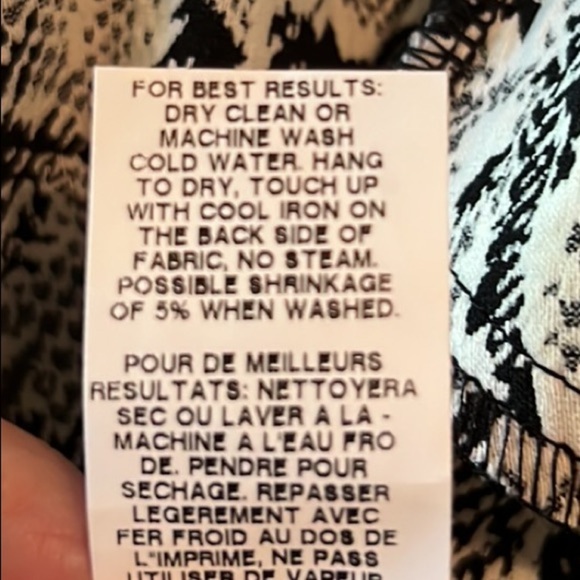 FOR BEST RESULTS:
DRY CLEAN OR
MACHINE WASH
COLD WATER. HANG
TO DRY, TOUCH UP
WITH COOL IRON ON
THE BACK SIDE OF
FABRIC, NO STEAM.
POSSIBLE SHRINKAGE
OF 5% WHEN WASHED.
POUR DE MEILLEURS
RESULTATS: NETTOYERA
SEC OU LAVER A LA -
MACHINE A L'EAU FRO
DE. PENDRE POUR
SECHAGE. REPASSER
LEGEREMENT AVEC
FER FROID AU DOS DE
L"IMPRIME, NE PASS
UTILISER DE VAPEUR